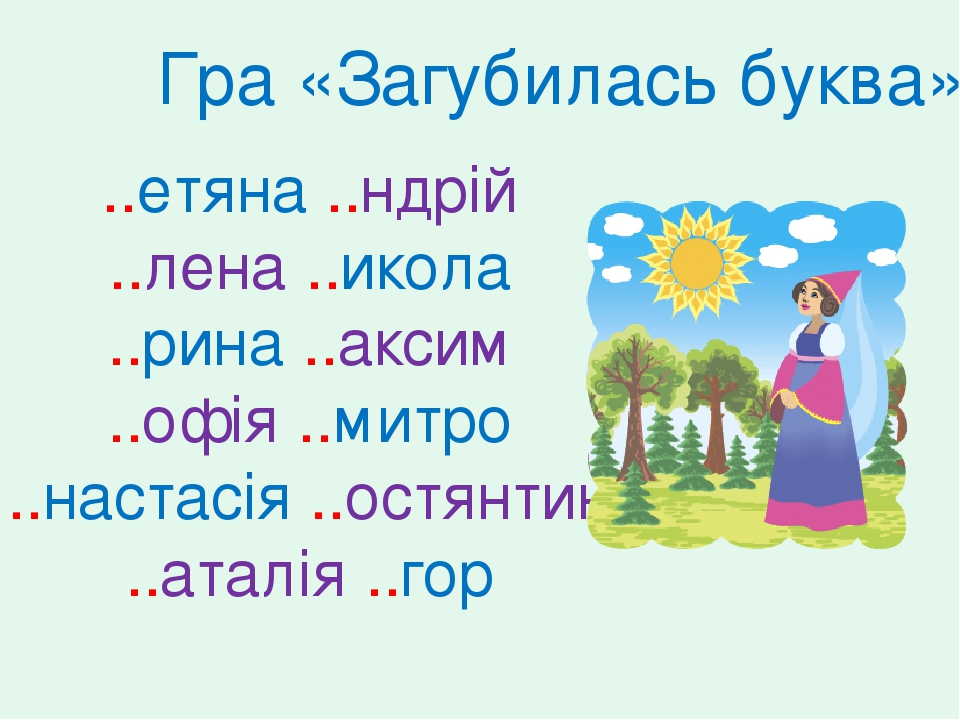 Гра «Загубилась буква»
..етяна ..ндрій
..лена ..икола
..рина ..аксим
..офія ..митро
..настасія ..остянтин
..аталія ..гор